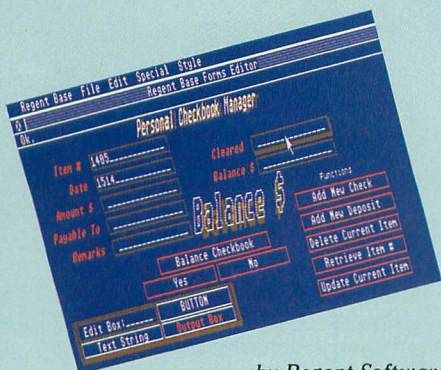 Regent Base File Edit Special Style
Regent Base Forms Editor
Ok.
Personal Checkbook Manager
Item # 1485
Date 1514
Amount $
Payable To
Remarks
Cleared
Balance $
Balance $
Functions
Add New Check
Add New Deposit
Delete Current Item
Retrieve Item #
Update Current Item
Balance Checkbook
Yes
No
Edit Box:
BUTTON
Text String
Output Box
by Regent Softwar